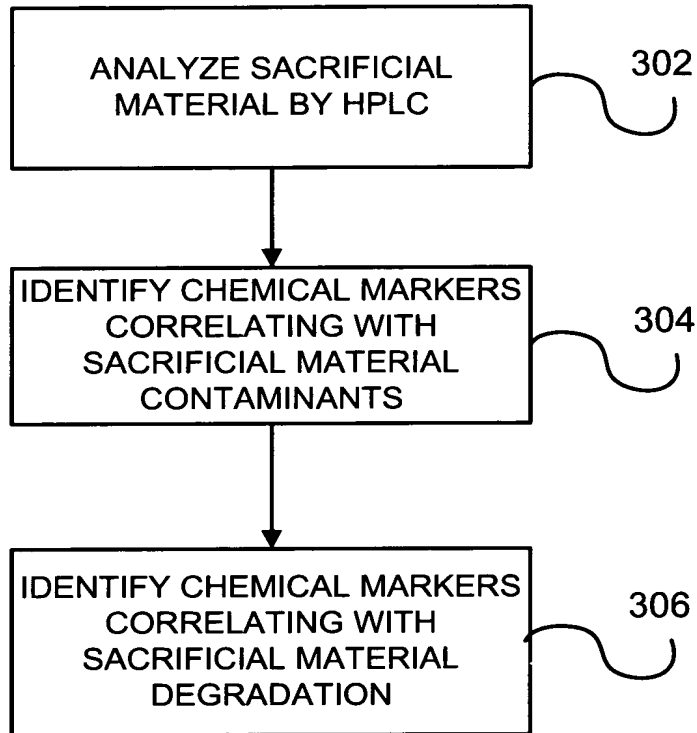 ANALYZE SACRIFICIAL
MATERIAL BY HPLC
302
IDENTIFY CHEMICAL MARKERS
CORRELATING WITH
SACRIFICIAL MATERIAL
CONTAMINANTS
304
IDENTIFY CHEMICAL MARKERS
CORRELATING WITH
SACRIFICIAL MATERIAL
DEGRADATION
306